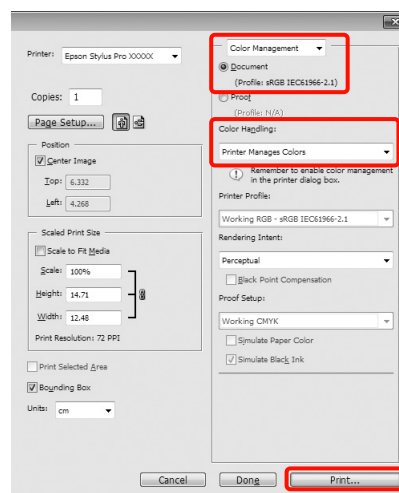 Printer: Epson Stylus Pro XXXXX
Copies: 1
Page Setup...
Position
Center Image
Top: 6.332
Left: 4.268
Scaled Print Size
Scale to Fit Media
Scale: 100%
Height: 14.71
Width: 12.48
Print Resolution: 72 PPI
Print Selected Area
Bounding Box
Units: cm
Color Management
Document
(Profile: sRGB IEC61966-2.1)
Proof
(Profile: N/A)
Color Handling:
Printer Manages Colors
Remember to enable color management
in the printer dialog box.
Printer Profile:
Working RGB - sRGB IEC61966-2.1
Rendering Intent:
Perceptual
Black Point Compensation
Proof Setup:
Working CMYK
Simulate Paper Color
Simulate Black Ink
Cancel
Done
Print...